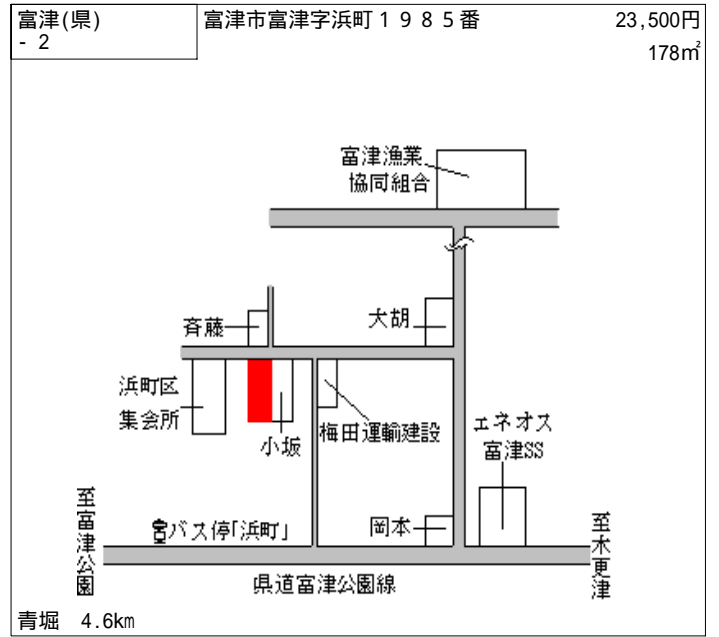 富津(県)
- 2
富津市富津字浜町１９８５番
23,500円
178㎡
富津漁業
協同組合
斉藤
大胡
浜町区
集会所
小坂
梅田運輸建設
エネオス
富津SS
至富津公園
バス停「浜町」
岡本
至木更津
県道富津公園線
青堀 4.6km